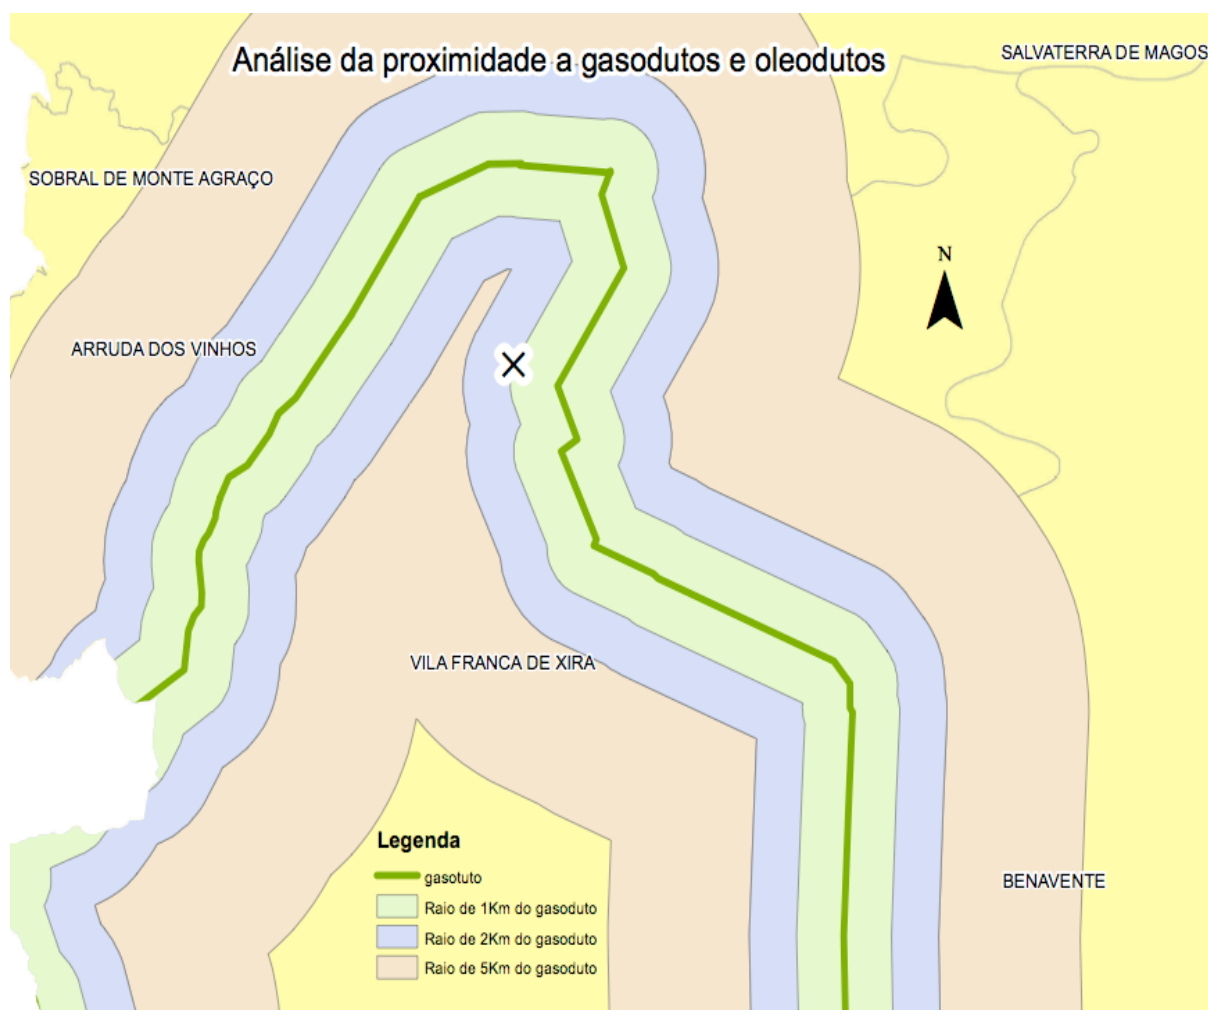 Análise da proximidade a gasodutos e oleodutos
SALVATERRA DE MAGOS
SOBRAL DE MONTE AGRAÇO
N
ARRUDA DOS VINHOS
X
VILA FRANCA DE XIRA
Legenda
gasotuto
Raio de 1Km do gasoduto
Raio de 2Km do gasoduto
Raio de 5Km do gasoduto
BENAVENTE